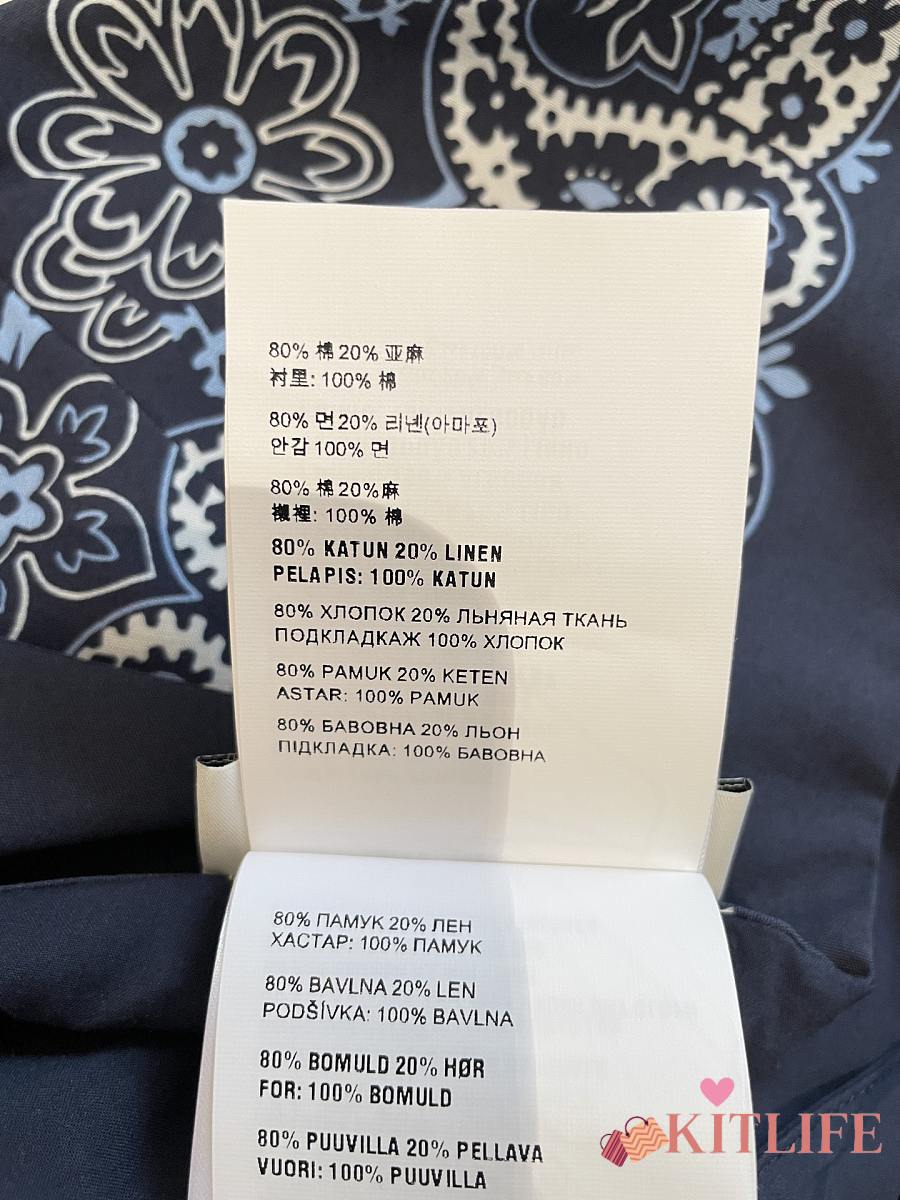 80% 棉 20% 亚麻
衬里: 100% 棉
80% 면 20% 리넨(아마포)
안감 100% 면
80% 棉 20%麻
襯裡: 100% 棉
80% KATUN 20% LINEN
PELAPIS: 100% KATUN
80% ХЛОПОК 20% ЛЬНЯНАЯ ТКАНЬ
ПОДКЛАДКАЖ 100% ХЛОПОК
80% PAMUK 20% KETEN
ASTAR: 100% PAMUK
80% БАВОВНА 20% ЛЬОН
ПІДКЛАДКА: 100% БАВОВНА
80% ПАМУК 20% ЛЕН
ХАСТАР: 100% ПАМУК
80% BAVLNA 20% LEN
PODŠÍVKA: 100% BAVLNA
80% BOMULD 20% HØR
FOR: 100% BOMULD
80% PUUVILLA 20% PELLAVA
VUORI: 100% PUUVILLA
KITLIFE